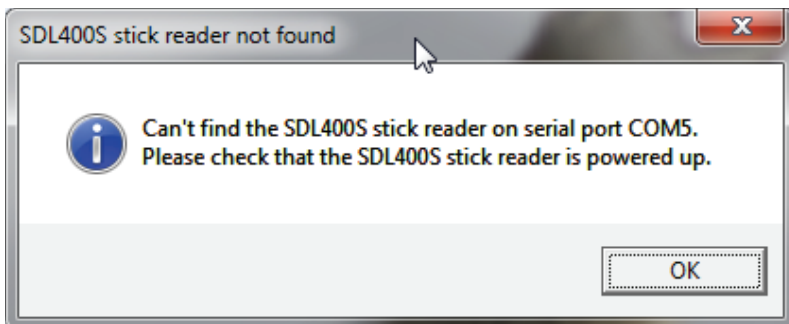 SDL400S stick reader not found
Can't find the SDL400S stick reader on serial port COM5.
Please check that the SDL400S stick reader is powered up.
OK